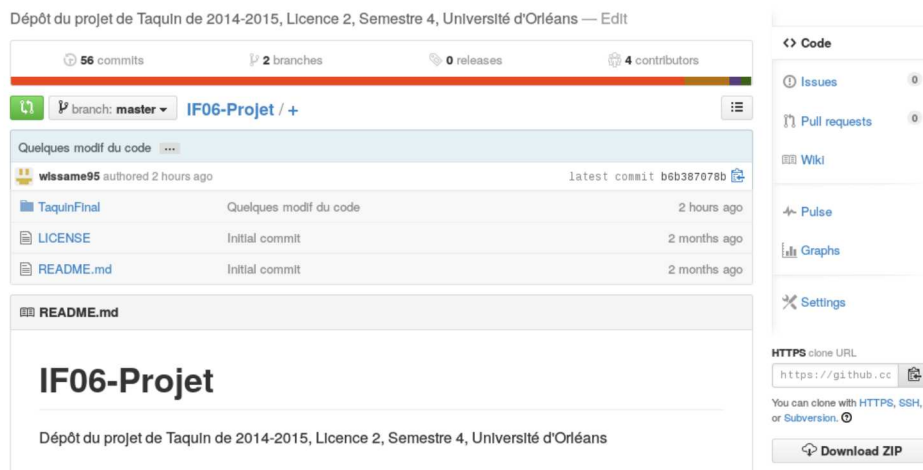 Dépôt du projet de Taquin de 2014-2015, Licence 2, Semestre 4, Université d'Orléans — Edit
56 commits 2 branches 0 releases 4 contributors
branch: master IF06-Projet / +
Quelques modif du code ...
wissame95 authored 2 hours ago latest commit b6b387078b
TaquinFinal Quelques modif du code 2 hours ago
LICENSE Initial commit 2 months ago
README.md Initial commit 2 months ago
README.md
IF06-Projet
Dépôt du projet de Taquin de 2014-2015, Licence 2, Semestre 4, Université d'Orléans
<> Code
Issues 0
Pull requests 0
Wiki
Pulse
Graphs
Settings
HTTPS clone URL
https://github.cc
You can clone with HTTPS, SSH,
or Subversion.
Download ZIP